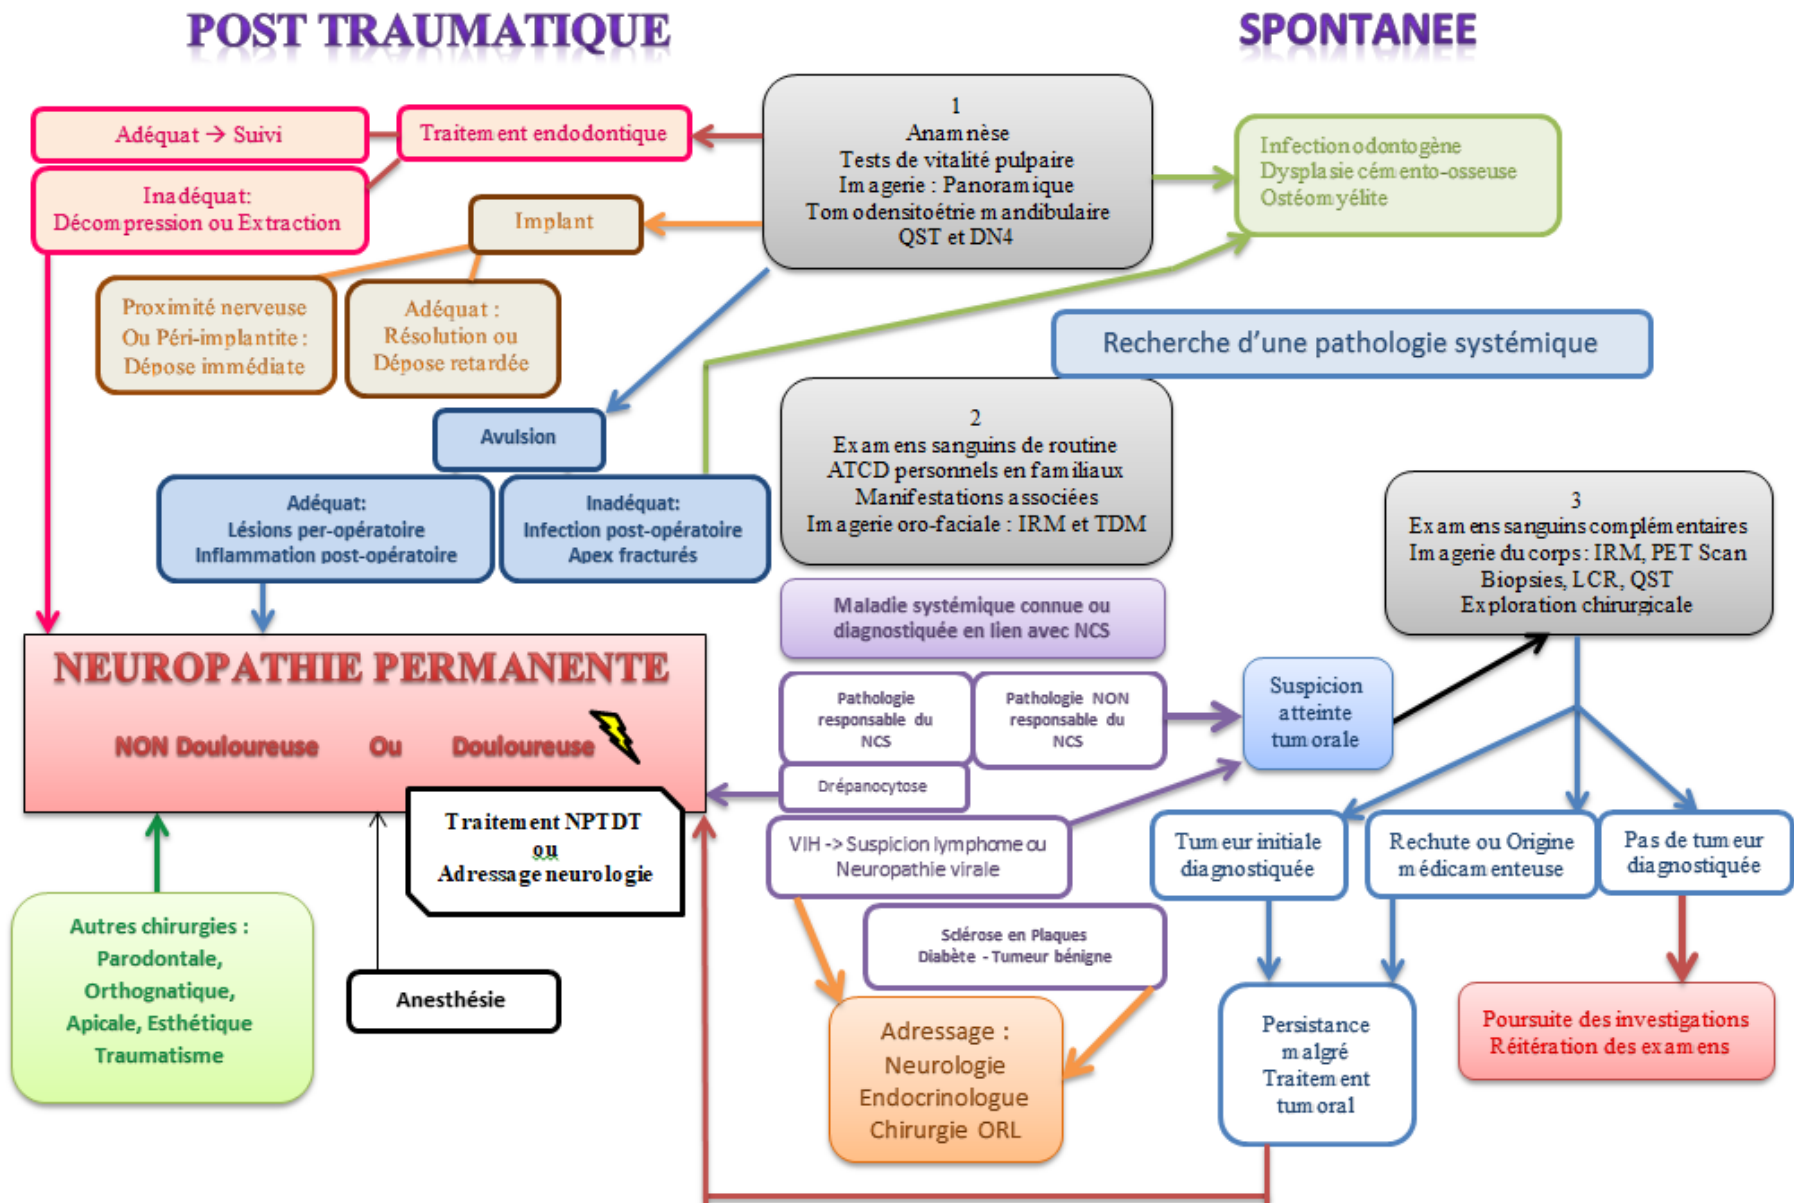 POST TRAUMATIQUE
SPONTANEE
1
Anamnèse
Tests de vitalité pulpaire
Imagerie : Panoramique
Tomodensitoétrie mandibulaire
QST et DN4
Adéquat → Suivi
Traitement endodontique
Inadéquat:
Décompression ou Extraction
Implant
Proximité nerveuse
Ou Péri-implantite :
Dépose immédiate
Adéquat :
Résolution ou
Dépose retardée
Infection odontogène
Dysplasie cémento-osseuse
Ostéomyélite
Recherche d'une pathologie systémique
Avulsion
Adéquat:
Lésions per-opératoire
Inflammation post-opératoire
Inadéquat:
Infection post-opératoire
Apex fracturés
2
Examens sanguins de routine
ATCD personnels en familiaux
Manifestations associées
Imagerie oro-faciale : IRM et TDM
3
Examens sanguins complémentaires
Imagerie du corps : IRM, PET Scan
Biopsies, LCR, QST
Exploration chirurgicale
Maladie systémique connue ou
diagnostiquée en lien avec NCS
NEUROPATHIE PERMANENTE
NON Douloureuse Ou Douloureuse
Pathologie
responsable du
NCS
Pathologie NON
responsable du
NCS
Suspicion
atteinte
tumorale
Drépanocytose
Traitement NPTDT
ou
Adressage neurologie
VIH -> Suspicion lymphome ou
Neuropathie virale
Tumeur initiale
diagnostiquée
Rechute ou Origine
médicamenteuse
Pas de tumeur
diagnostiquée
Autres chirurgies :
Parodontale,
Orthognatique,
Apicale, Esthétique
Traumatisme
Anesthésie
Sclérose en Plaques
Diabète - Tumeur bénigne
Adressage :
Neurologie
Endocrinologue
Chirurgie ORL
Persistance
malgré
Traitement
tumoral
Poursuite des investigations
Réitération des examens